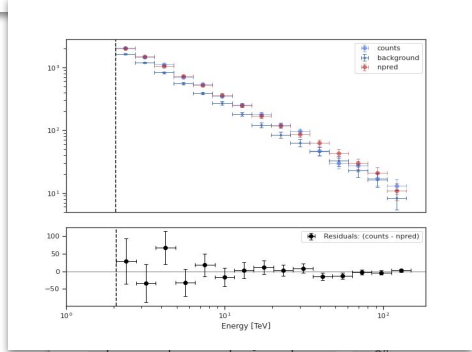 counts
background
npred
10³
10²
10¹
Residuals: (counts - npred)
100
50
0
−50
10⁰
10¹
10²
Energy [TeV]